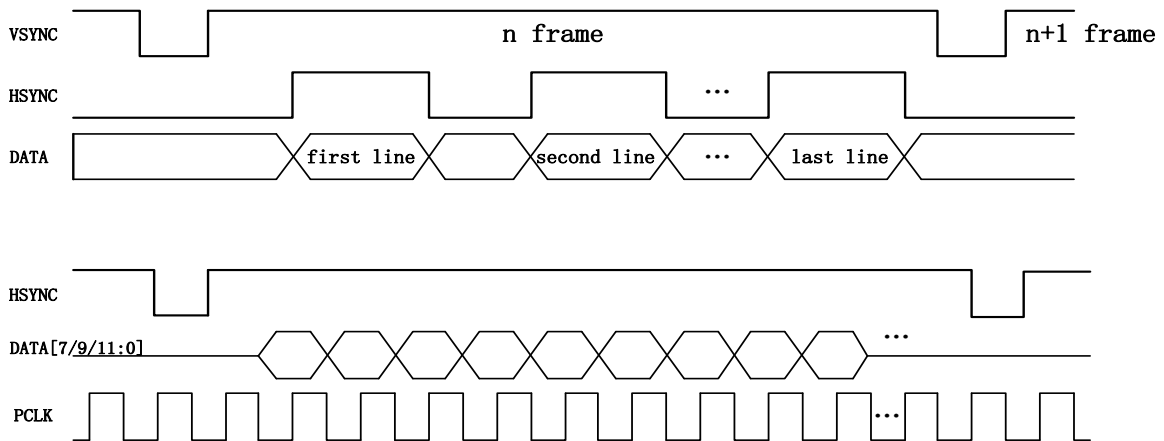 VSYNC n frame n+1 frame
HSYNC ...
DATA first line second line ... last line
HSYNC
DATA[7/9/11:0] ...
PCLK ...